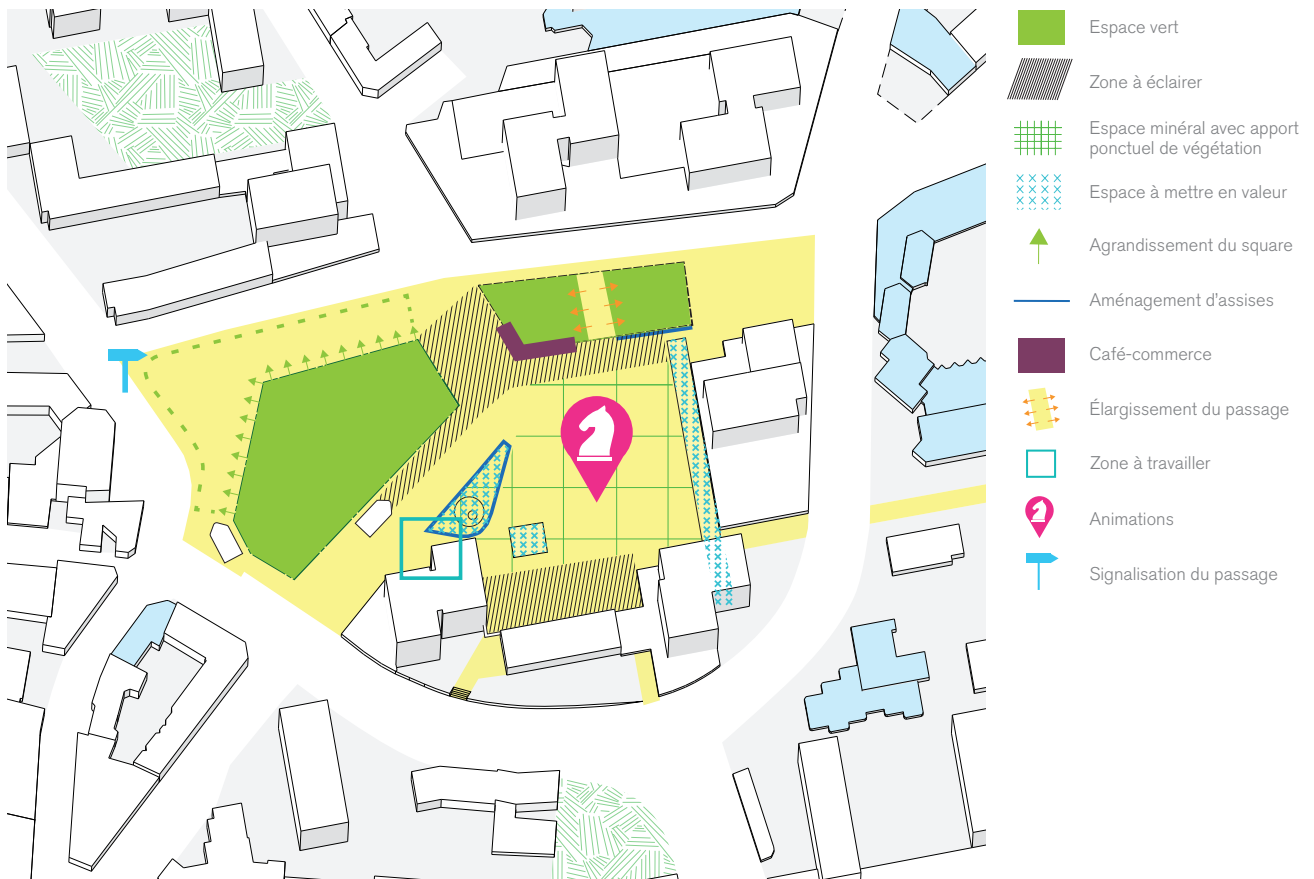 Espace vert
Zone à éclairer
Espace minéral avec apport
ponctuel de végétation
Espace à mettre en valeur
Agrandissement du square
Aménagement d'assises
Café-commerce
Élargissement du passage
Zone à travailler
Animations
Signalisation du passage